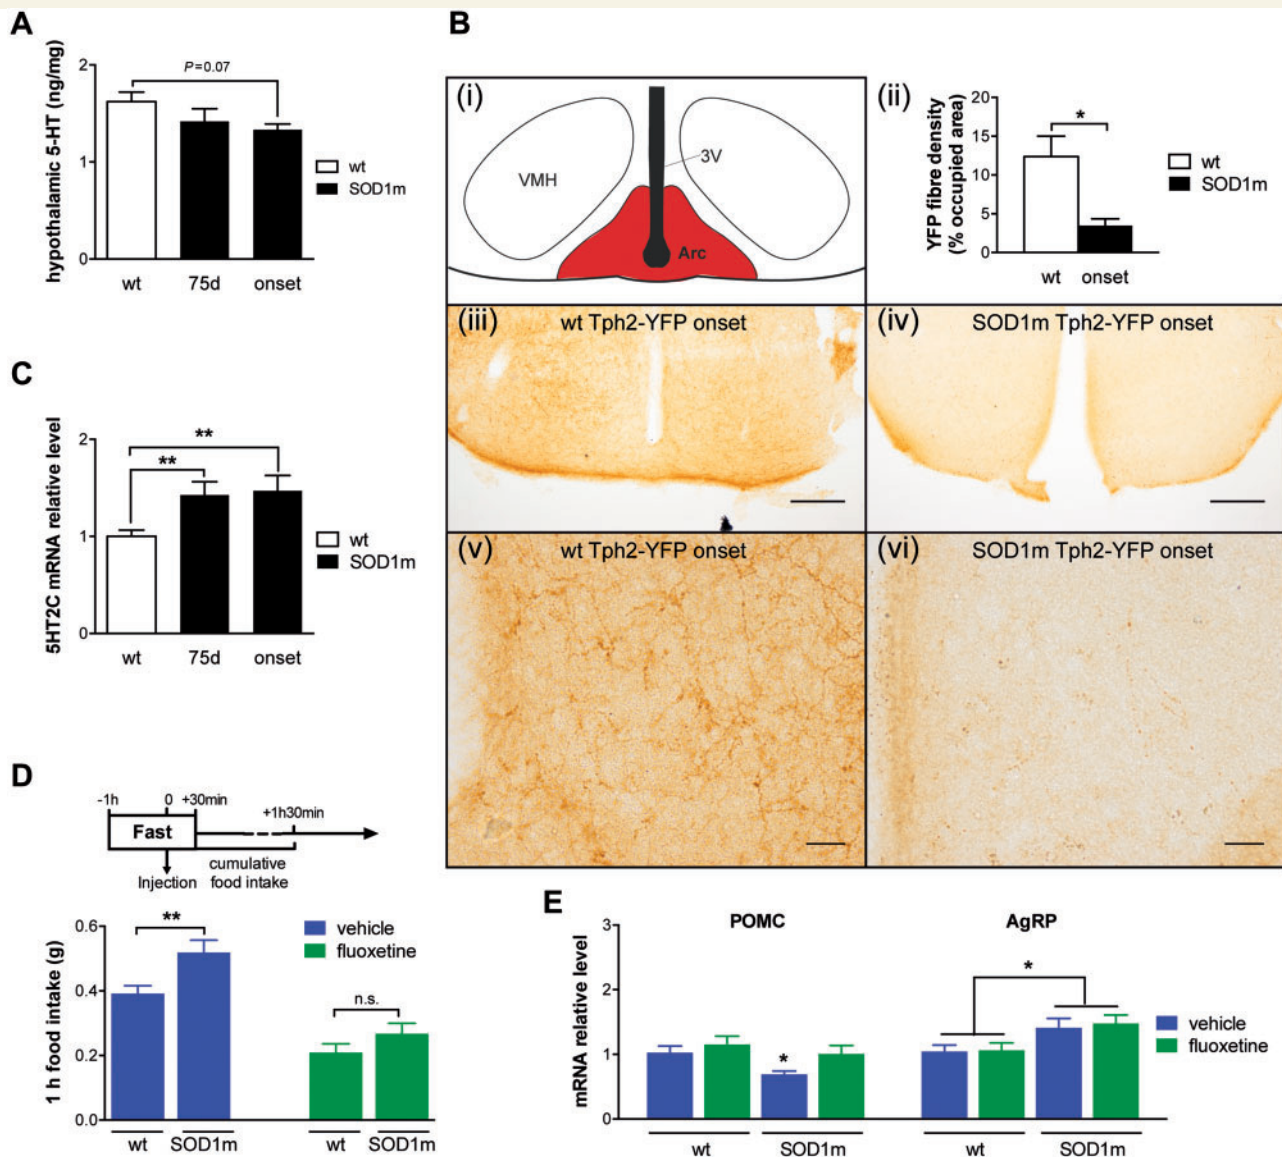 A
hypothalamic 5-HT (ng/mg)
2
1
0
P=0.07
wt
75d
onset
wt
SOD1m
B
(i)
VMH
3V
Arc
(ii)
YFP fibre density
(% occupied area)
20
15
10
5
0
*
wt
onset
wt
SOD1m
(iii)
wt Tph2-YFP onset
(iv)
SOD1m Tph2-YFP onset
(v)
wt Tph2-YFP onset
(vi)
SOD1m Tph2-YFP onset
C
5HT2C mRNA relative level
2
1
0
**
**
wt
75d
onset
wt
SOD1m
D
-1h
0
+30min
+1h30min
Fast
Injection
cumulative
food intake
1 h food intake (g)
0.6
0.4
0.2
0.0
**
n.s.
vehicle
fluoxetine
wt
SOD1m
wt
SOD1m
E
POMC
AgRP
mRNA relative level
3
2
1
0
*
*
vehicle
fluoxetine
wt
SOD1m
wt
SOD1m